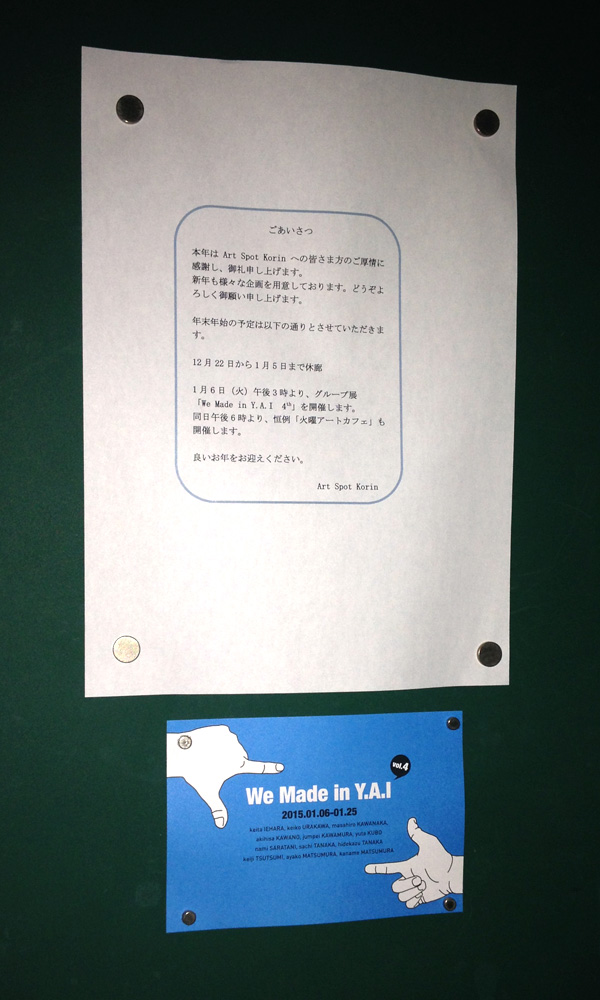 ごあいさつ
本年は Art Spot Korin への皆さま方のご厚情に
感謝し、御礼申し上げます。
新年も様々な企画を用意しております。どうぞよ
ろしく御願い申し上げます。
年末年始の予定は以下の通りとさせていただきま
す。
12月22日から1月5日まで休廊
1月6日（火）午後3時より、グループ展
「We Made in Y.A.I 4th」を開催します。
同日午後6時より、恒例「火曜アートカフェ」も
開催します。
良いお年をお迎えください。
Art Spot Korin
vol.4
We Made in Y.A.I
2015.01.06-01.25
kaita IEHARA, keiko URAKAWA, masahiro KAWANAKA,
akihisa KAWANO, jumpei KAWAMURA, yuta KUBO
nami SARATANI, sachi TANAKA, hidekazu TANAKA
keiji TSUTSUMI, ayako MATSUMURA, kaname MATSUMURA